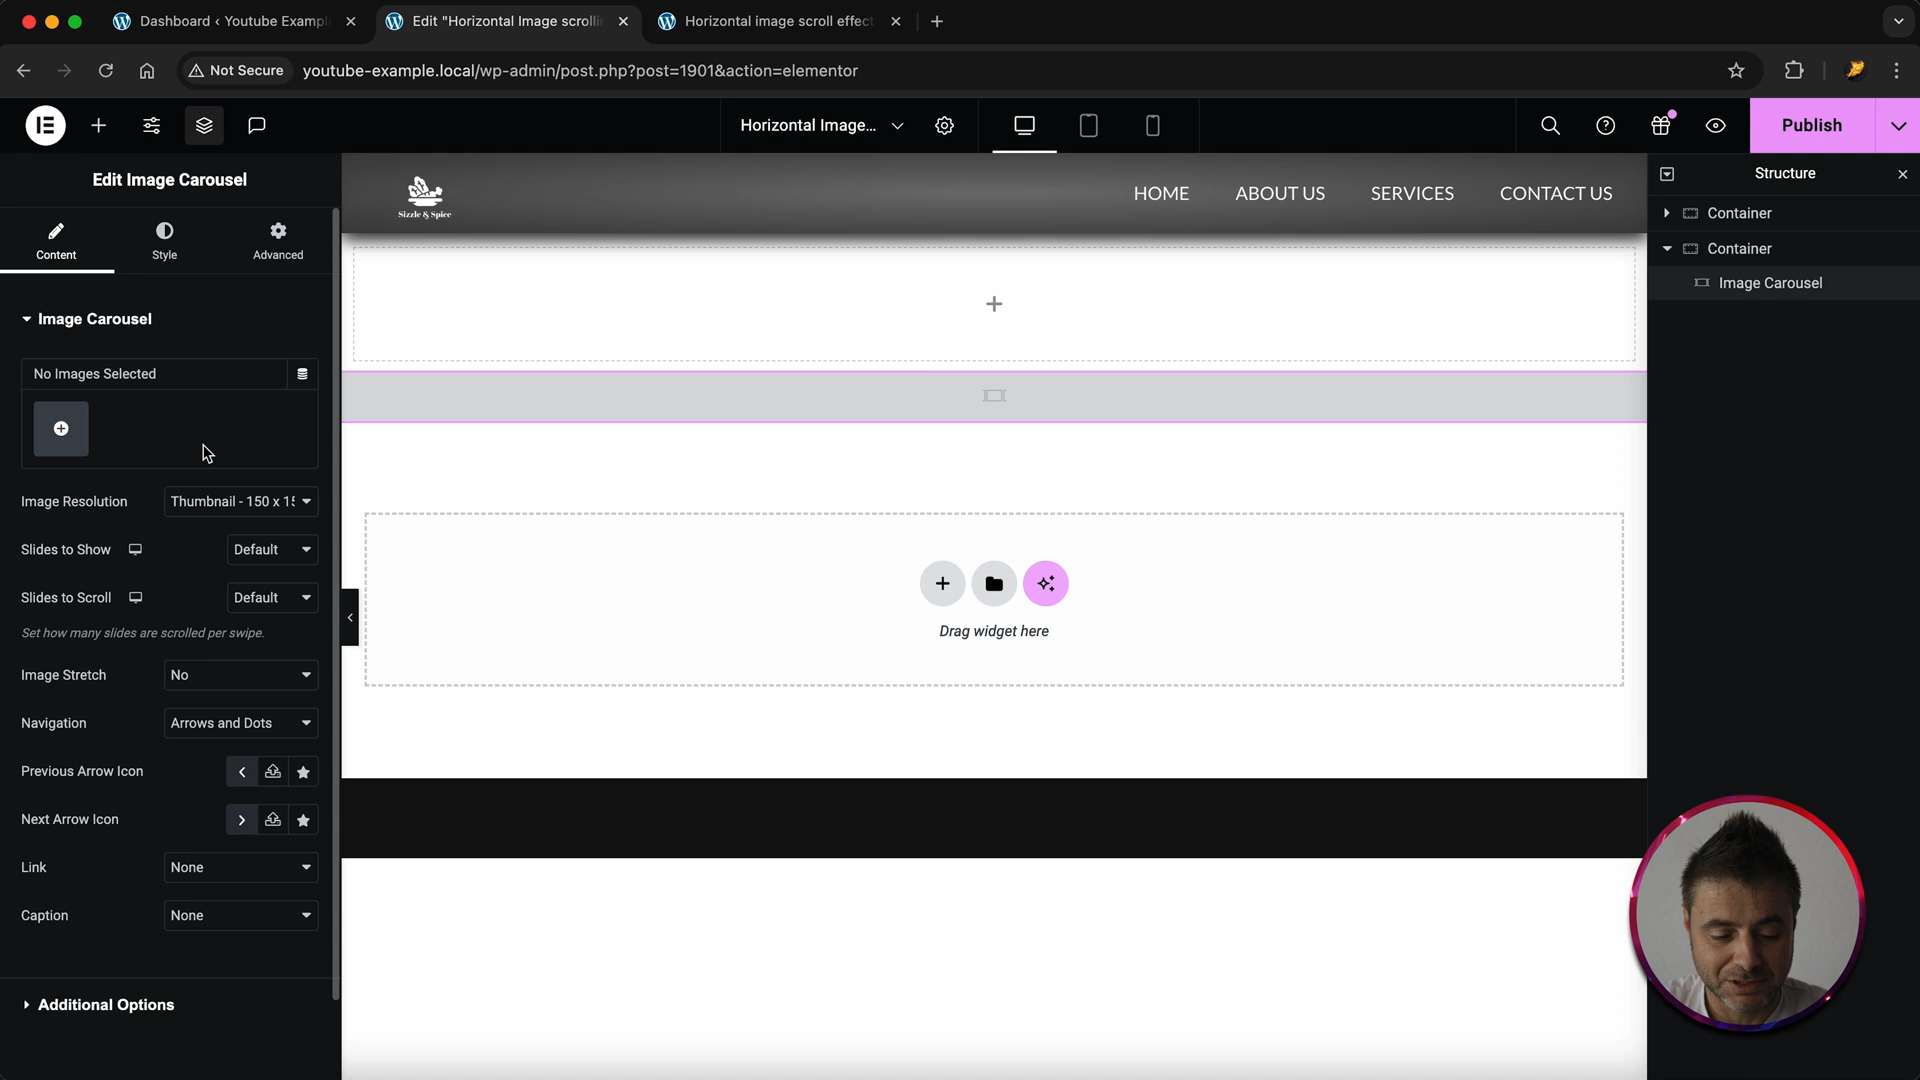 Dashboard ‹ Youtube Exampl
Edit "Horizontal Image scrollin
Horizontal image scroll effect
Not Secure
youtube-example.local/wp-admin/post.php?post=1901&action=elementor
Horizontal Image...
Publish
Edit Image Carousel
Content
Style
Advanced
Image Carousel
No Images Selected
Image Resolution
Thumbnail - 150 x 15
Slides to Show
Default
Slides to Scroll
Default
Set how many slides are scrolled per swipe.
Image Stretch
No
Navigation
Arrows and Dots
Previous Arrow Icon
Next Arrow Icon
Link
None
Caption
None
Additional Options
Sizzle & Spice
HOME
ABOUT US
SERVICES
CONTACT US
Drag widget here
Structure
Container
Container
Image Carousel